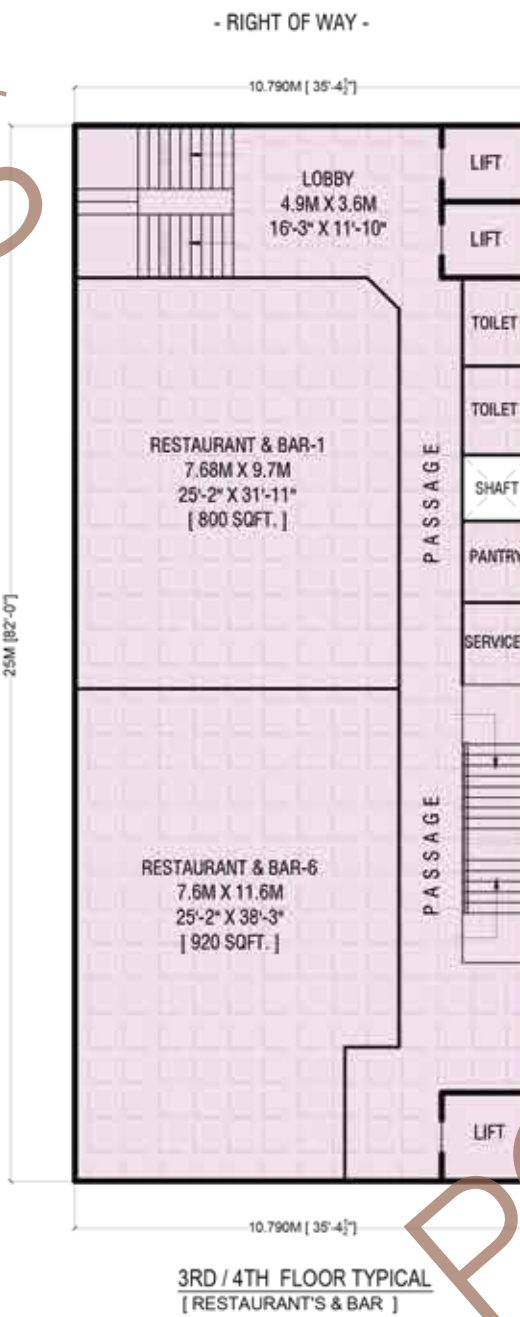 - RIGHT OF WAY -
10.790M [ 35'-4½"]
LOBBY
4.9M X 3.6M
16'-3" X 11'-10"
LIFT
LIFT
TOILET
TOILET
RESTAURANT & BAR-1
7.68M X 9.7M
25'-2" X 31'-11"
[ 800 SQFT. ]
PASSAGE
SHAFT
PANTRY
SERVICE
25M [82'-0"]
PASSAGE
RESTAURANT & BAR-6
7.6M X 11.6M
25'-2" X 38'-3"
[ 920 SQFT. ]
LIFT
10.790M [ 35'-4½"]
3RD / 4TH FLOOR TYPICAL
[ RESTAURANT'S & BAR ]